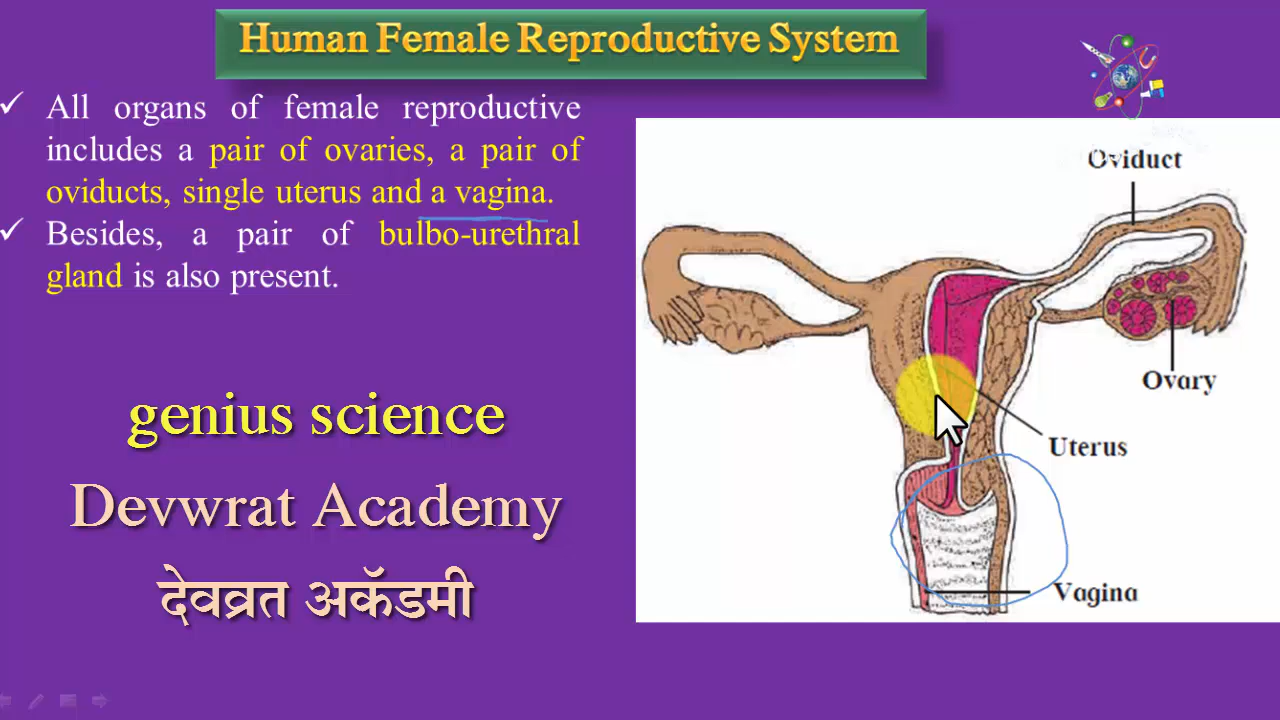 Human Female Reproductive System
✓ All organs of female reproductive
includes a pair of ovaries, a pair of
oviducts, single uterus and a vagina.
✓ Besides, a pair of bulbo-urethral
gland is also present.
genius science
Devwrat Academy
देवव्रत अकॅडमी
Oviduct
Ovary
Uterus
Vagina